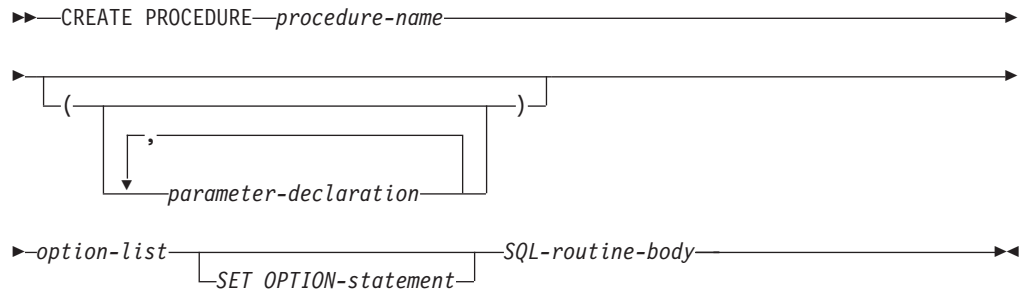 CREATE PROCEDURE procedure-name
( )
,
parameter-declaration
option-list SQL-routine-body
SET OPTION-statement